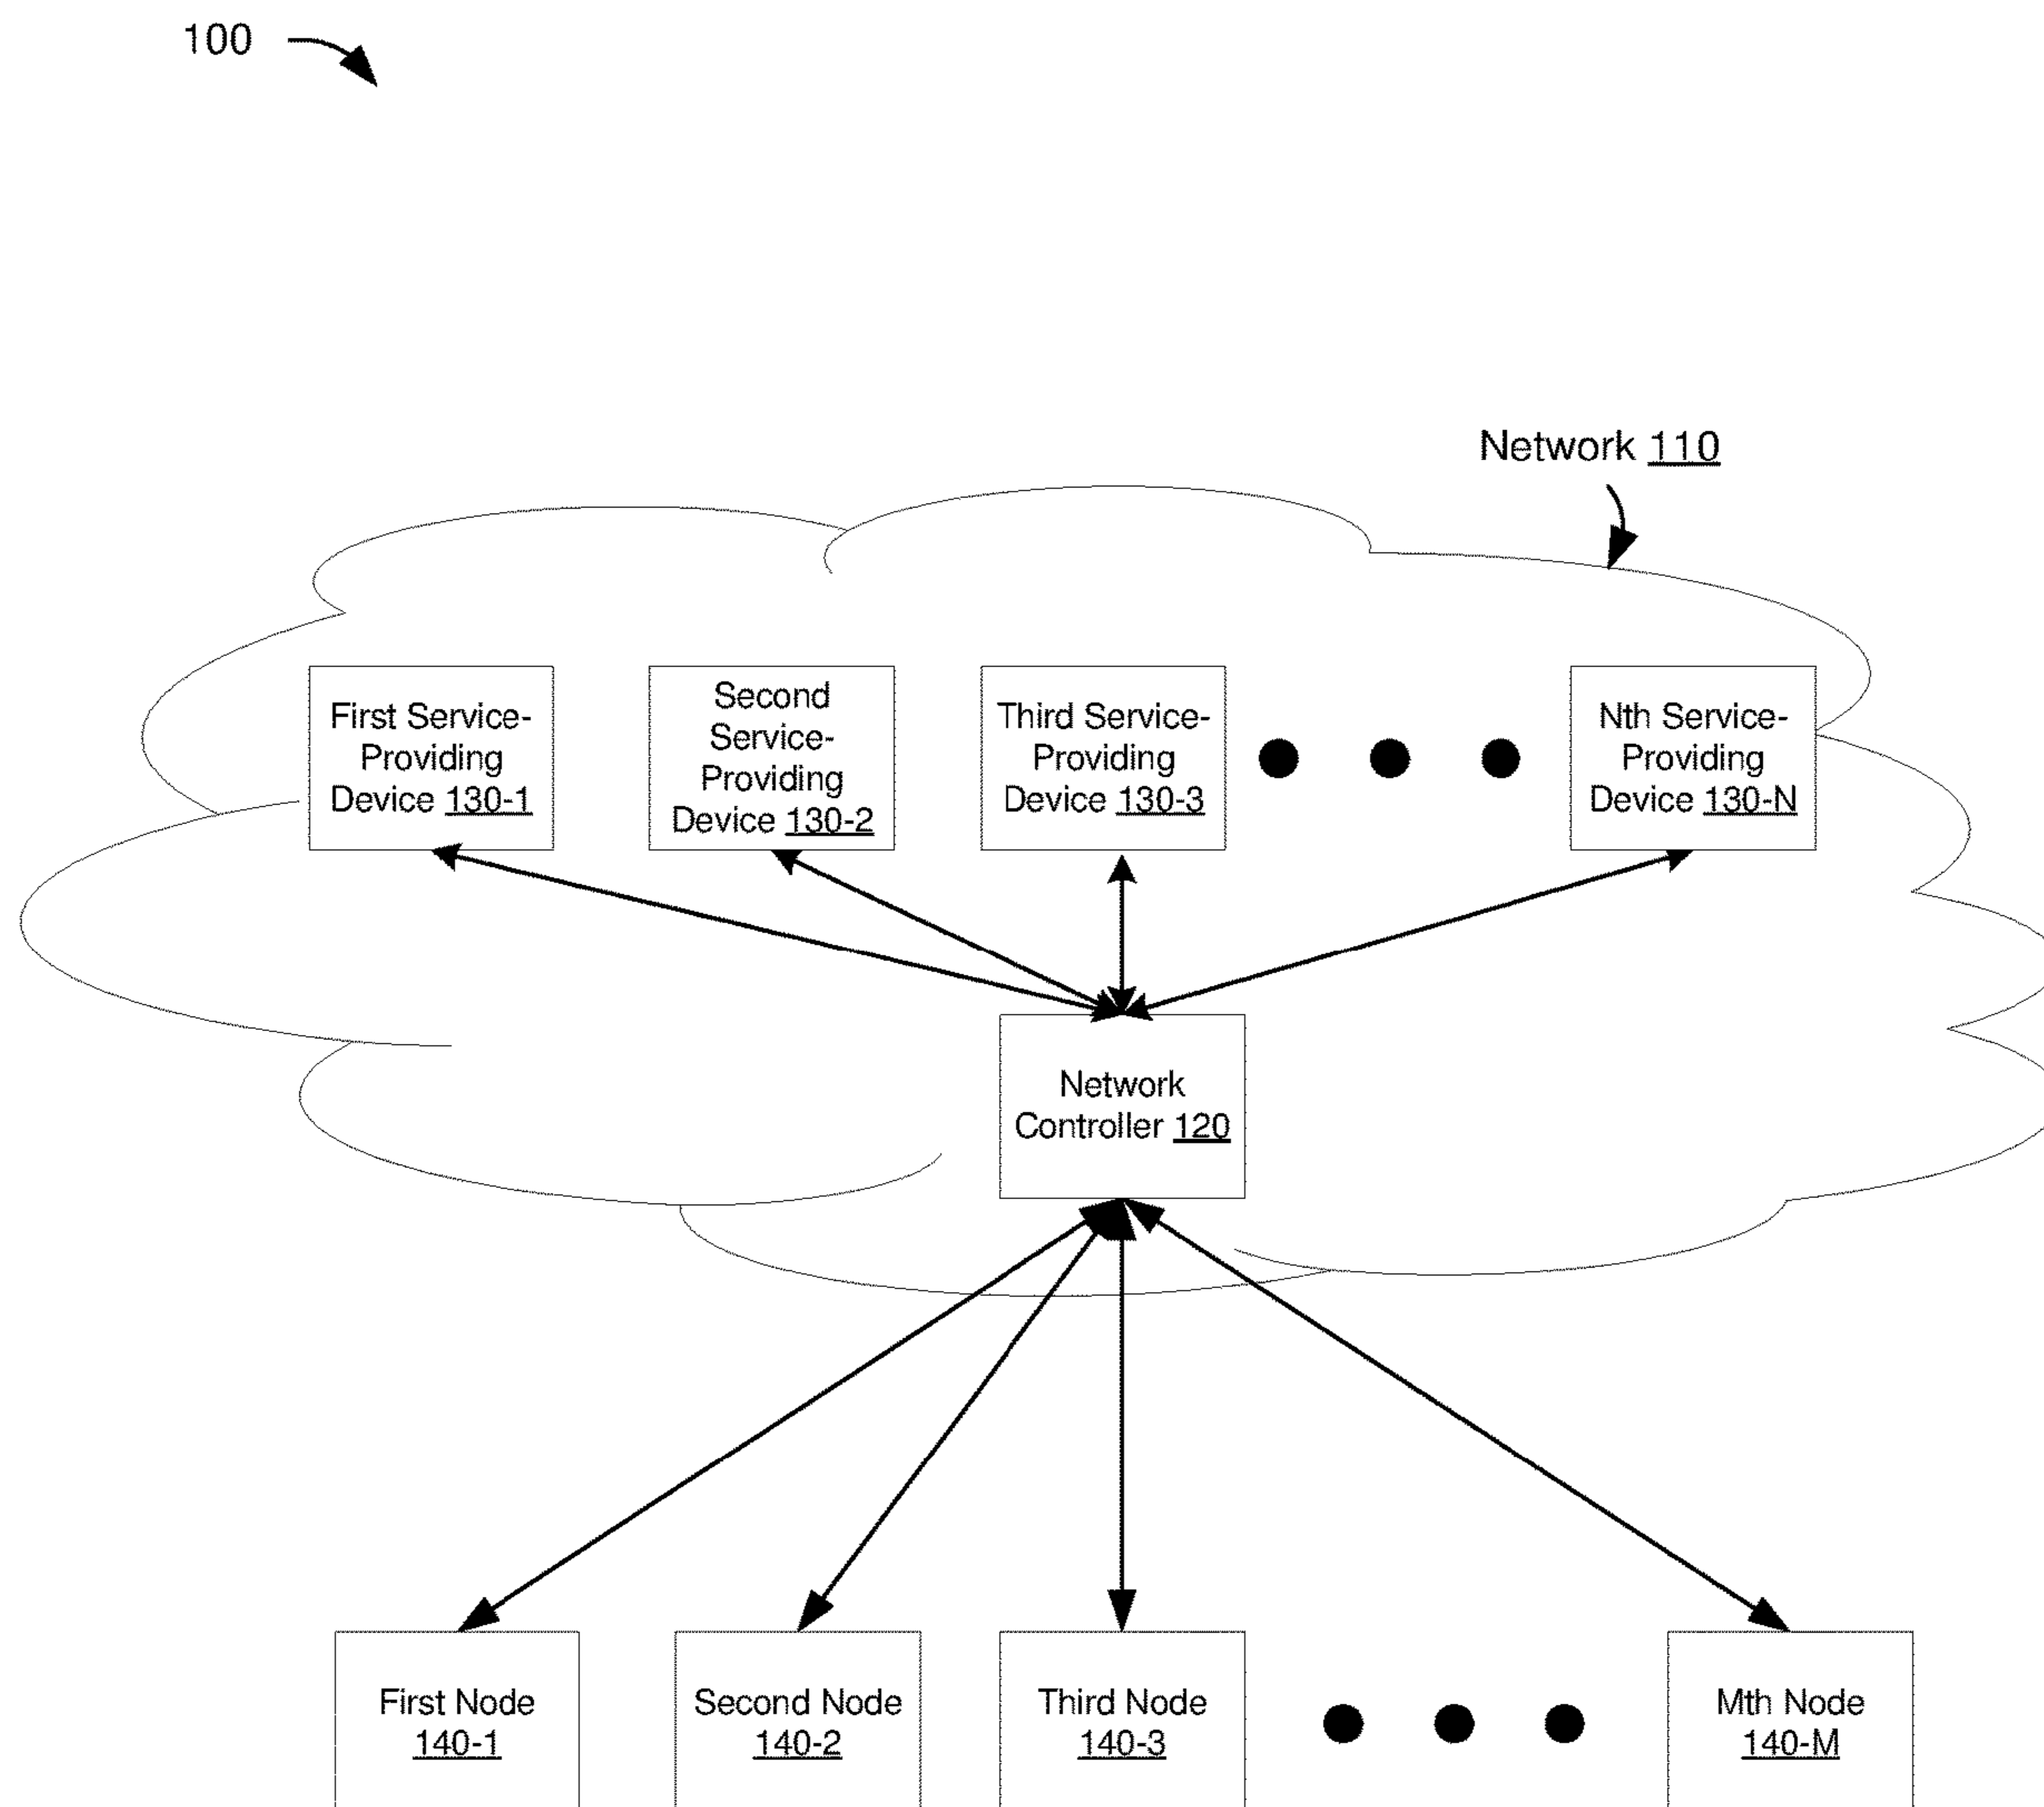 100
Network 110
First Service-
Providing
Device 130-1
Second
Service-
Providing
Device 130-2
Third Service-
Providing
Device 130-3
Nth Service-
Providing
Device 130-N
Network
Controller 120
First Node
140-1
Second Node
140-2
Third Node
140-3
Mth Node
140-M